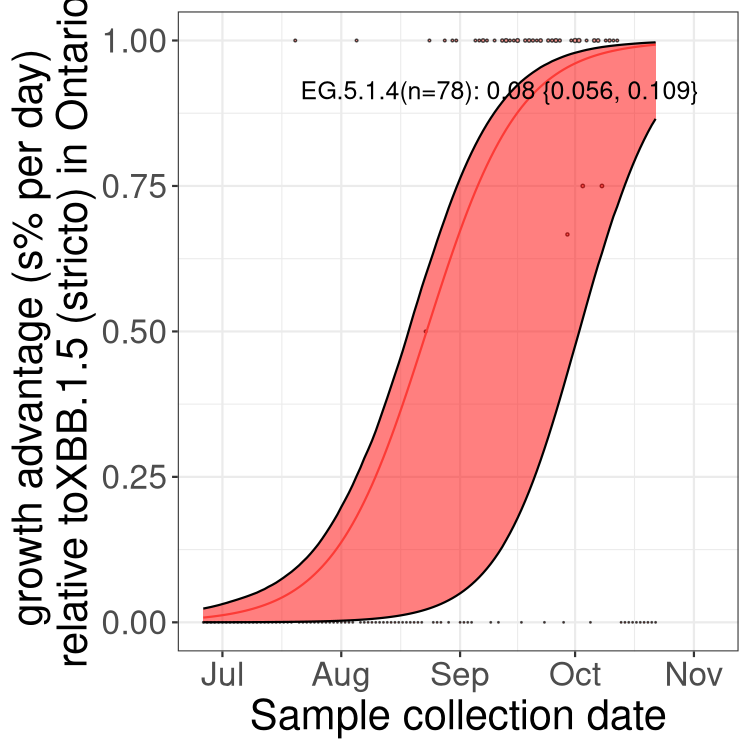 growth advantage (s% per day)
relative toXBB.1.5 (stricto) in Ontario
1.00
0.75
0.50
0.25
0.00
EG.5.1.4(n=78): 0.08 {0.056, 0.109}
Jul Aug Sep Oct Nov
Sample collection date